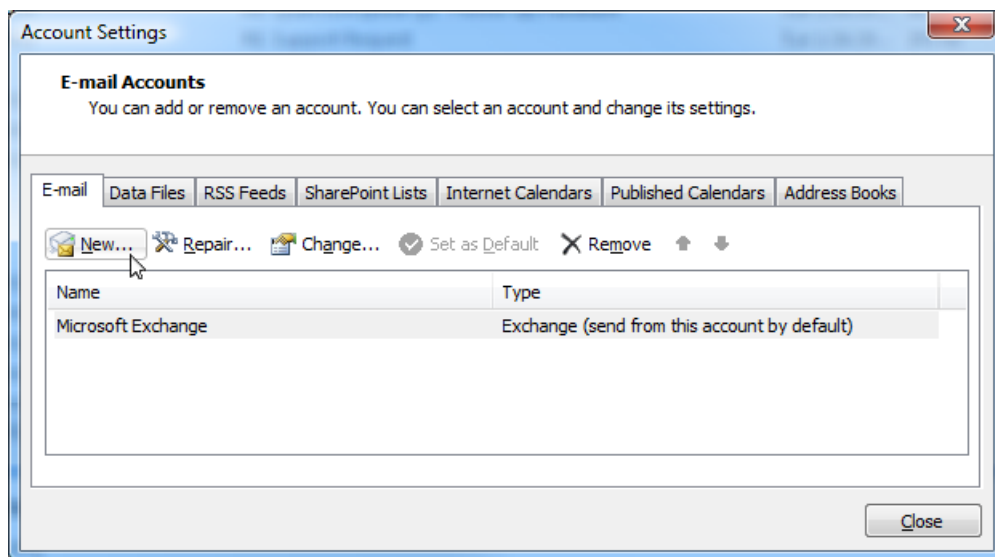 Account Settings
E-mail Accounts
You can add or remove an account. You can select an account and change its settings.
E-mail Data Files RSS Feeds SharePoint Lists Internet Calendars Published Calendars Address Books
New... Repair... Change... Set as Default Remove
Name Type
Microsoft Exchange Exchange (send from this account by default)
Close